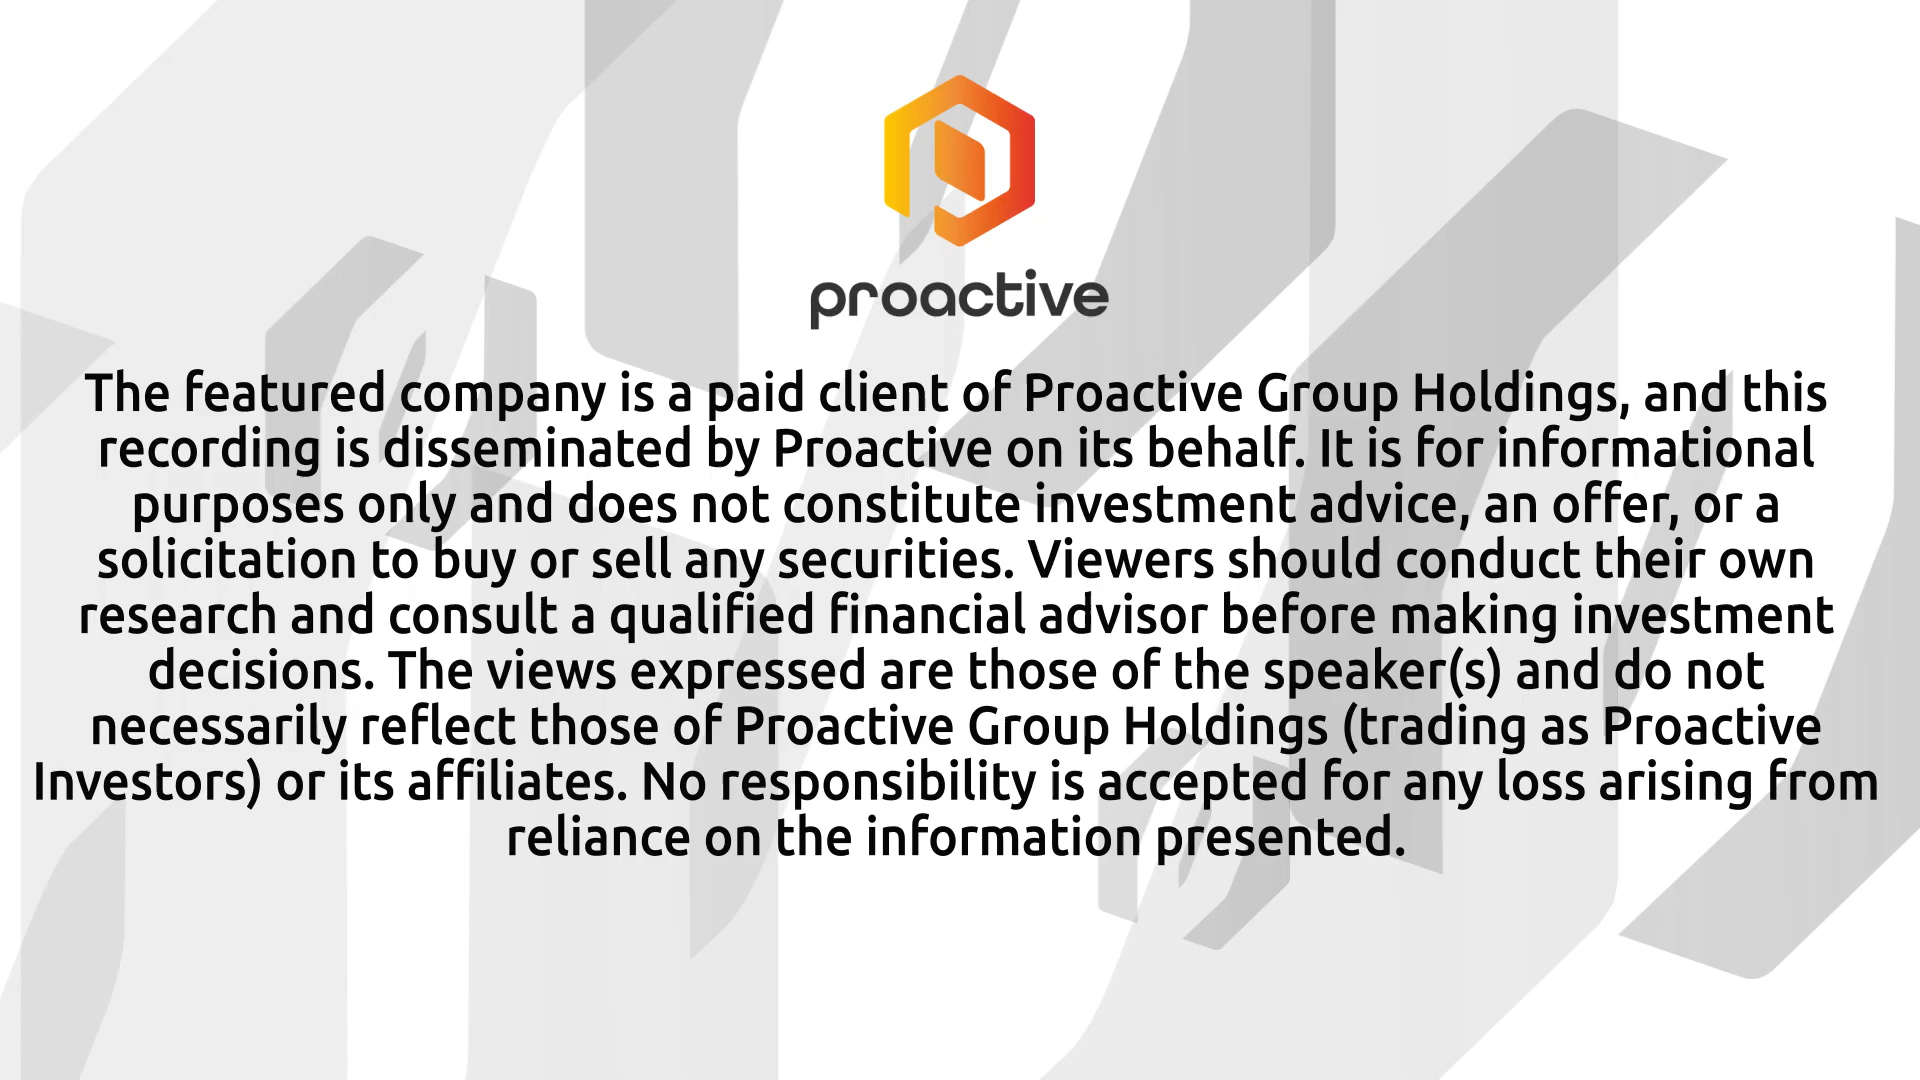 proactive
The featured company is a paid client of Proactive Group Holdings, and this
recording is disseminated by Proactive on its behalf. It is for informational
purposes only and does not constitute investment advice, an offer, or a
solicitation to buy or sell any securities. Viewers should conduct their own
research and consult a qualified financial advisor before making investment
decisions. The views expressed are those of the speaker(s) and do not
necessarily reflect those of Proactive Group Holdings (trading as Proactive
Investors) or its affiliates. No responsibility is accepted for any loss arising from
reliance on the information presented.